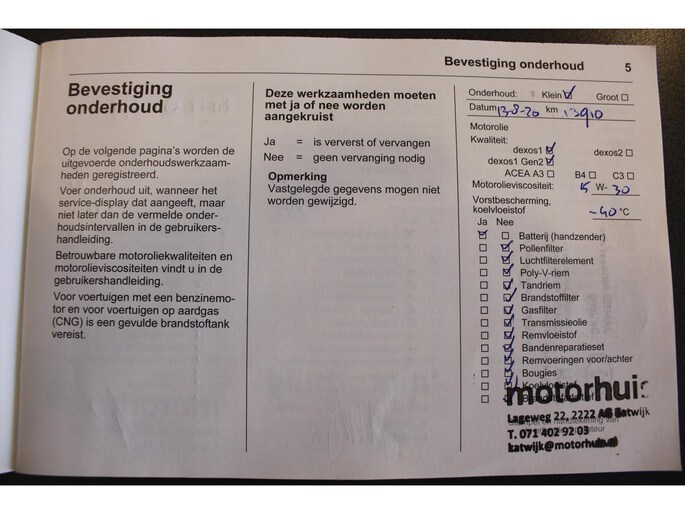 Bevestiging onderhoud 5
Bevestiging
onderhoud
Op de volgende pagina's worden de
uitgevoerde onderhoudswerkzaam-
heden geregistreerd.
Voer onderhoud uit, wanneer het
service-display dat aangeeft, maar
niet later dan de vermelde onder-
houdsintervallen in de gebruikers-
handleiding.
Betrouwbare motoroliekwaliteiten en
motorolieviscositeiten vindt u in de
gebruikershandleiding.
Voor voertuigen met een benzinemo-
tor en voor voertuigen op aardgas
(CNG) is een gevulde brandstoftank
vereist.
Deze werkzaamheden moeten
met ja of nee worden
aangekruist
Ja = is ververst of vervangen
Nee = geen vervanging nodig
Opmerking
Vastgelegde gegevens mogen niet
worden gewijzigd.
Onderhoud: Klein ☑ Groot ☐
Datum 13-8-20 km 13910
Motorolie
Kwaliteit:
dexos1 ☑ dexos2 ☐
dexos1 Gen2 ☑
ACEA A3 ☐ B4 ☐ C3 ☐
Motorolieviscositeit: 5 W- 30
Vorstbescherming,
koelvloeistof -40 °C
Ja Nee
☑ ☐ Batterij (handzender)
☐ ☑ Pollenfilter
☐ ☑ Luchtfilterelement
☐ ☑ Poly-V-riem
☐ ☑ Tandriem
☐ ☑ Brandstoffilter
☐ ☑ Gasfilter
☐ ☑ Transmissieolie
☐ ☑ Remvloeistof
☐ ☑ Bandenreparatieset
☐ ☑ Remvoeringen voor/achter
☐ ☑ Bougies
☐ ☑ Koelvloeistof
motorhuis
Lageweg 22, 2222 AG Katwijk
T. 071 402 92 03
katwijk@motorhuis.nl